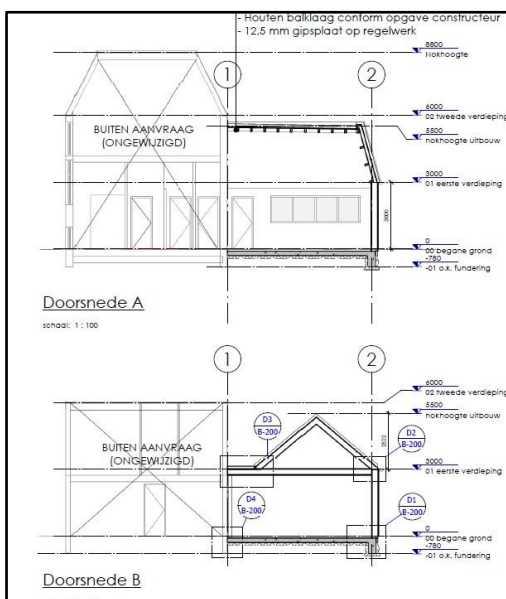 - Houten balklaag conform opgave constructeur
- 12,5 mm gipsplaat op regelwerk
1
2
8800
Nokhoogte
6000
02 tweede verdieping
5500
nokhoogte uitbouw
BUITEN AANVRAAG
(ONGEWIJZIGD)
3000
01 eerste verdieping
0
00 begane grond
-780
-01 o.k. fundering
Doorsnede A
schaal: 1 : 100
1
2
6000
02 tweede verdieping
5500
nokhoogte uitbouw
D3
B-200
D2
B-200
BUITEN AANVRAAG
(ONGEWIJZIGD)
3000
01 eerste verdieping
D4
B-200
D1
B-200
0
00 begane grond
-780
-01 o.k. fundering
Doorsnede B